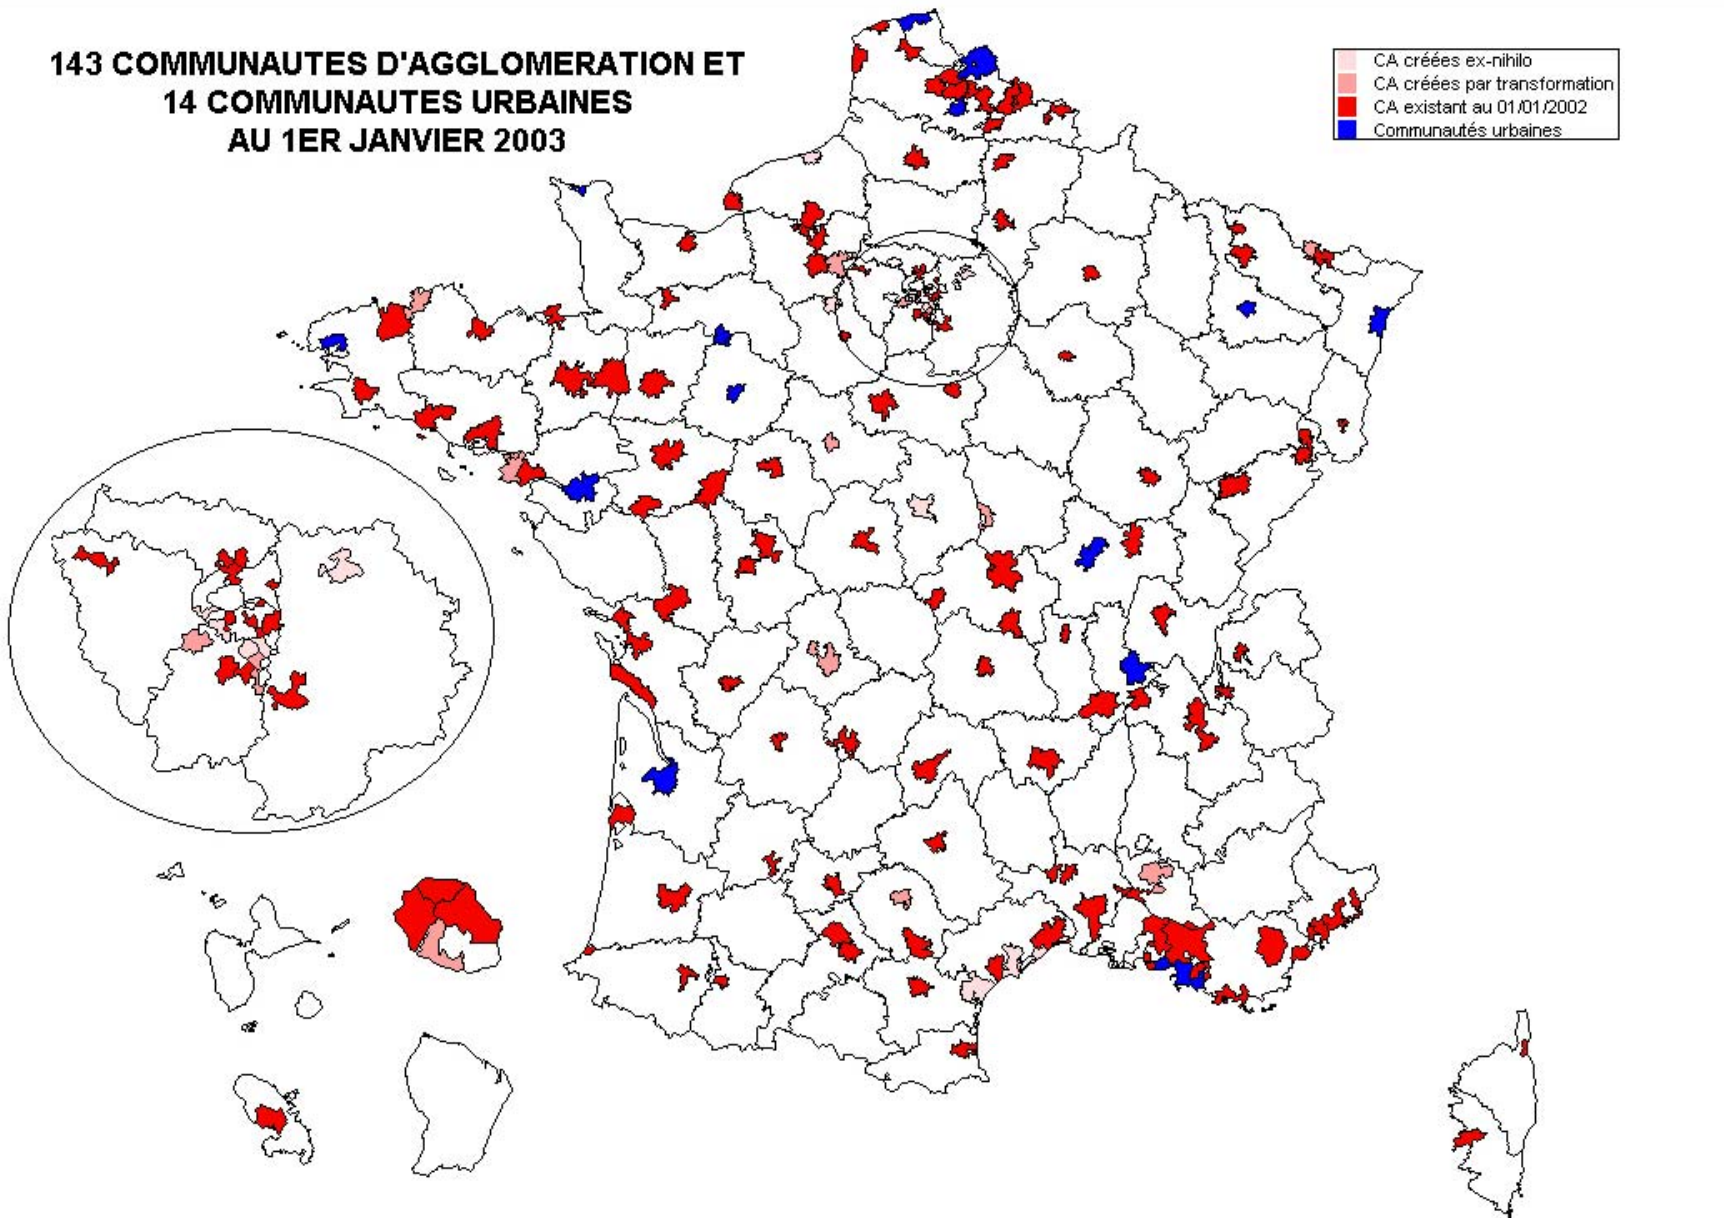 143 COMMUNAUTES D'AGGLOMERATION ET
14 COMMUNAUTES URBAINES
AU 1ER JANVIER 2003
CA créées ex-nihilo
CA créées par transformation
CA existant au 01/01/2002
Communautés urbaines